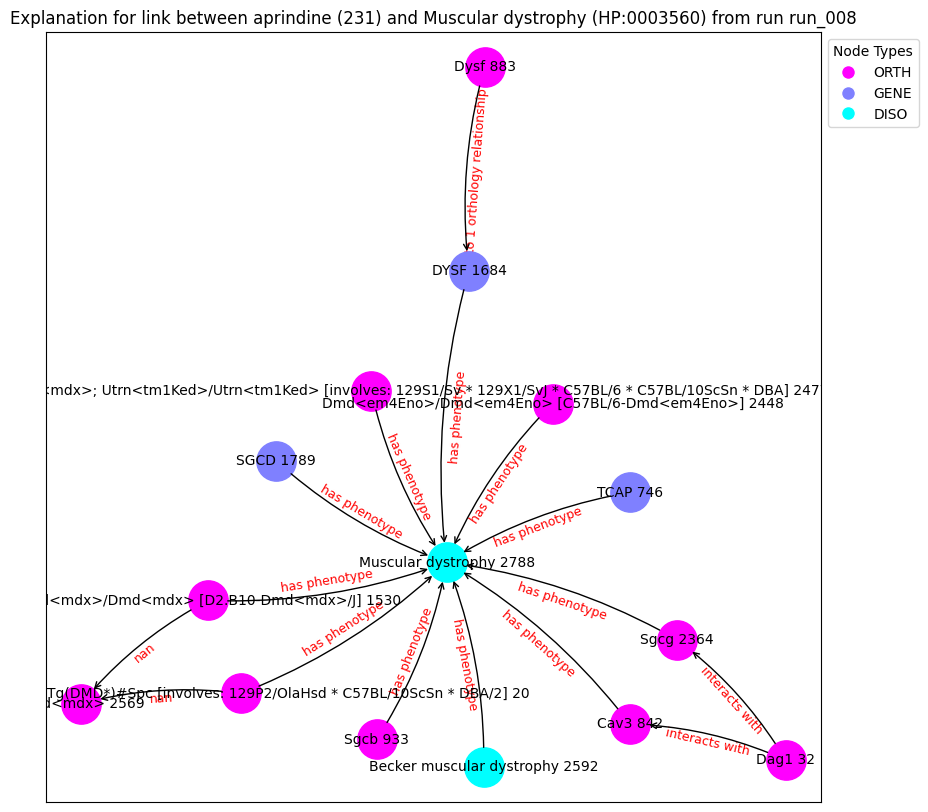 Explanation for link between aprindine (231) and Muscular dystrophy (HP:0003560) from run run_008
Node Types
ORTH
GENE
DISO
Dysf 883
to 1 orthology relationship
DYSF 1684
<mdx>; Utrn<tm1Ked>/Utrn<tm1Ked> [involves: 129S1/Sv * 129X1/SvJ * C57BL/6 * C57BL/10ScSn * DBA] 247
Dmd<em4Eno>/Dmd<em4Eno> [C57BL/6-Dmd<em4Eno>] 2448
has phenotype
has phenotype
has phenotype
SGCD 1789
has phenotype
TCAP 746
has phenotype
Muscular dystrophy 2788
has phenotype
d<mdx>/Dmd<mdx> [D2.B10-Dmd<mdx>/J] 1530
has phenotype
has phenotype
has phenotype
has phenotype
has phenotype
Sgcg 2364
nan
Tg(DMD*)#Spc [involves: 129P2/OlaHsd * C57BL/10ScSn * DBA/2] 20
nan
d<mdx> 2569
interacts with
Cav3 842
interacts with
Sgcb 933
Dag1 32
Becker muscular dystrophy 2592